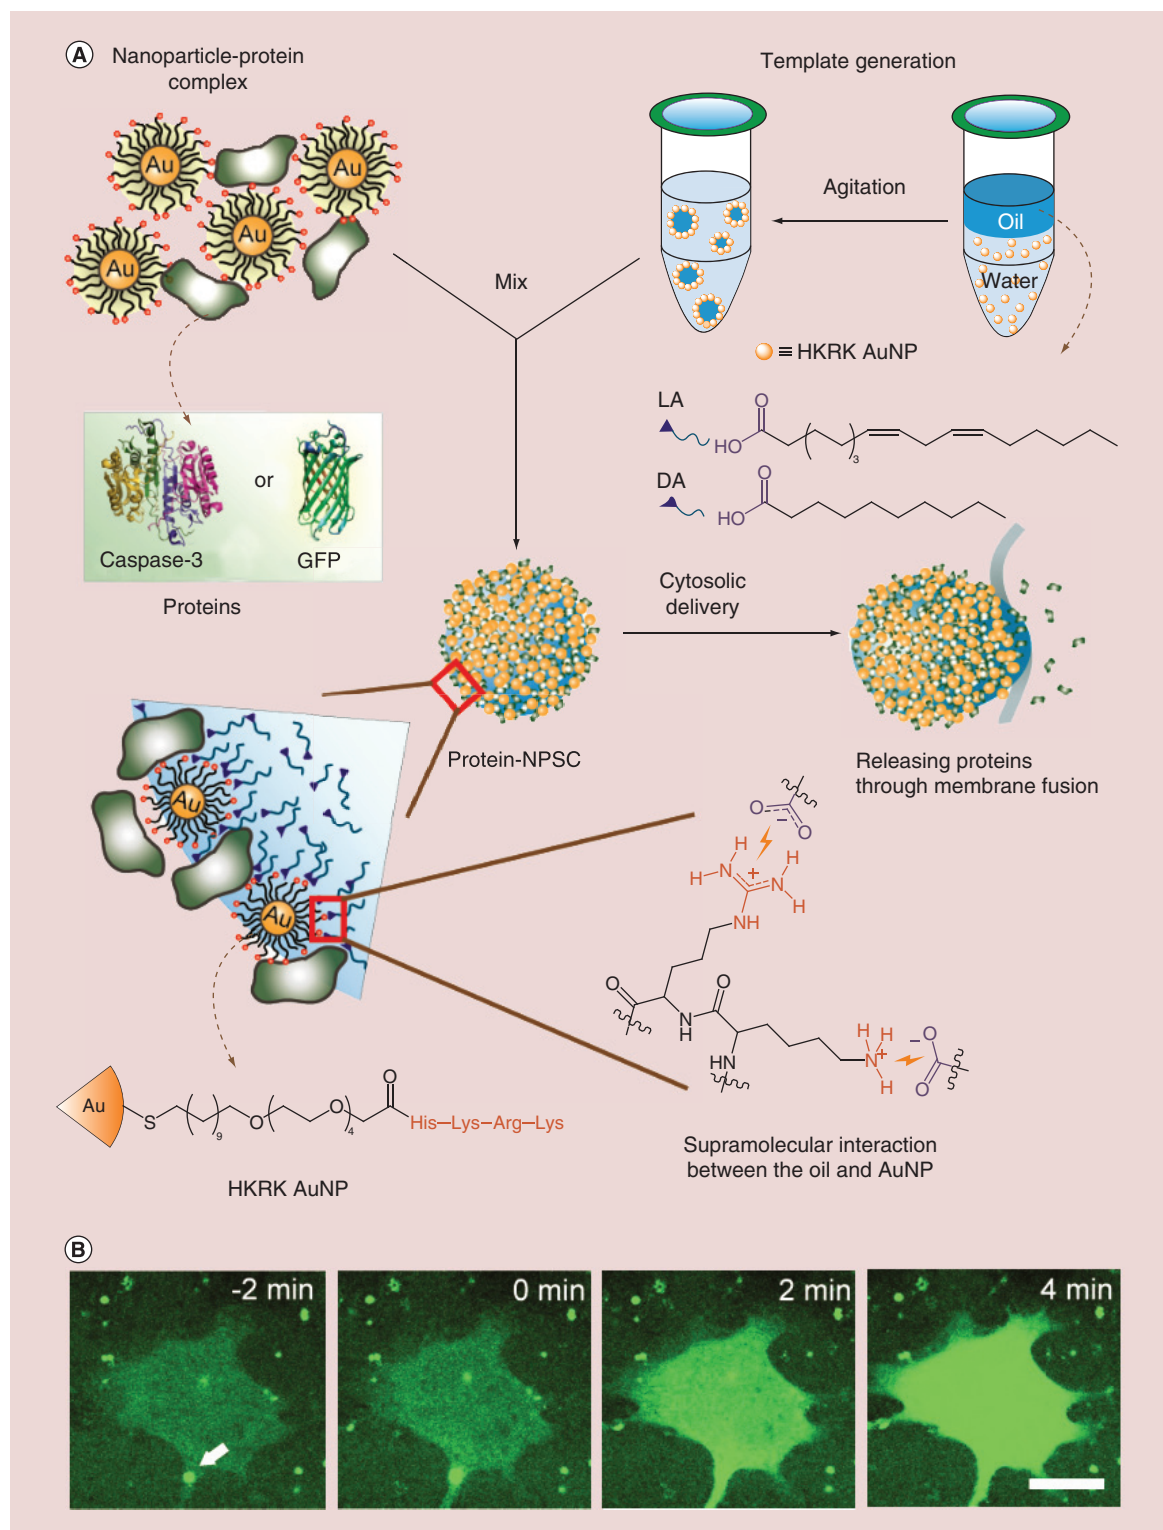 A
Nanoparticle-protein
complex
Template generation
Au
Au
Au
Au
Agitation
Oil
Water
Mix
≡ HKRK AuNP
LA
O
HO
3
DA
O
HO
or
Caspase-3
GFP
Proteins
Cytosolic
delivery
Protein-NPSC
Releasing proteins
through membrane fusion
Au
Au
O
−
O
H
H
N
+
N
H
H
NH
O
O
N
H
HN
H
H
N
+
H
−
O
O
Au
S
9
O
O
4
O
His–Lys–Arg–Lys
HKRK AuNP
Supramolecular interaction
between the oil and AuNP
B
-2 min
0 min
2 min
4 min